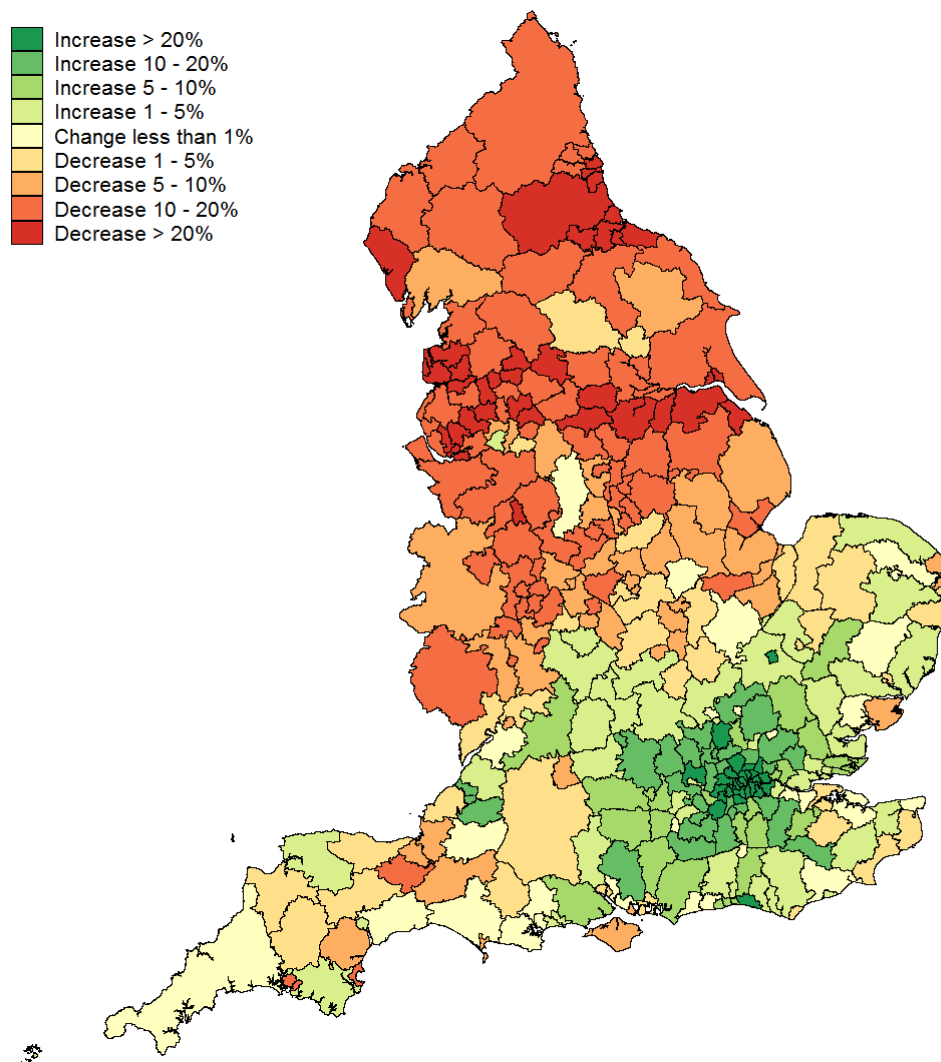 Increase > 20%
Increase 10 - 20%
Increase 5 - 10%
Increase 1 - 5%
Change less than 1%
Decrease 1 - 5%
Decrease 5 - 10%
Decrease 10 - 20%
Decrease > 20%